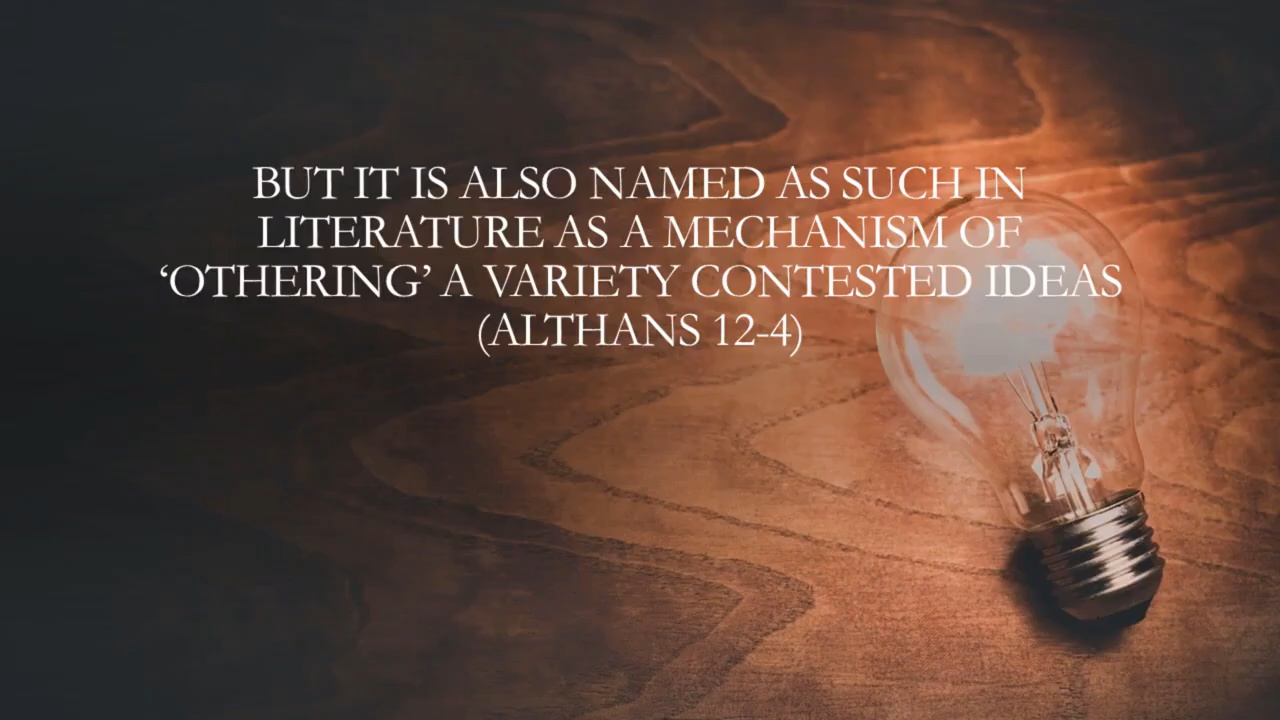 BUT IT IS ALSO NAMED AS SUCH IN
LITERATURE AS A MECHANISM OF
‘OTHERING’ A VARIETY CONTESTED IDEAS
(ALTHANS 12-4)